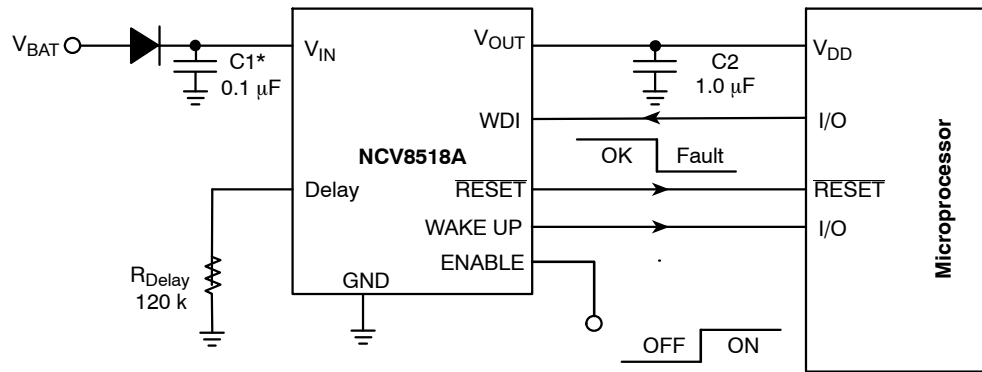 V_BAT
C1*
0.1 μF
V_IN
V_OUT
C2
1.0 μF
V_DD
WDI
I/O
NCV8518A
OK
Fault
Delay
RESET
RESET
WAKE UP
I/O
ENABLE
R_Delay
120 k
GND
OFF
ON
Microprocessor